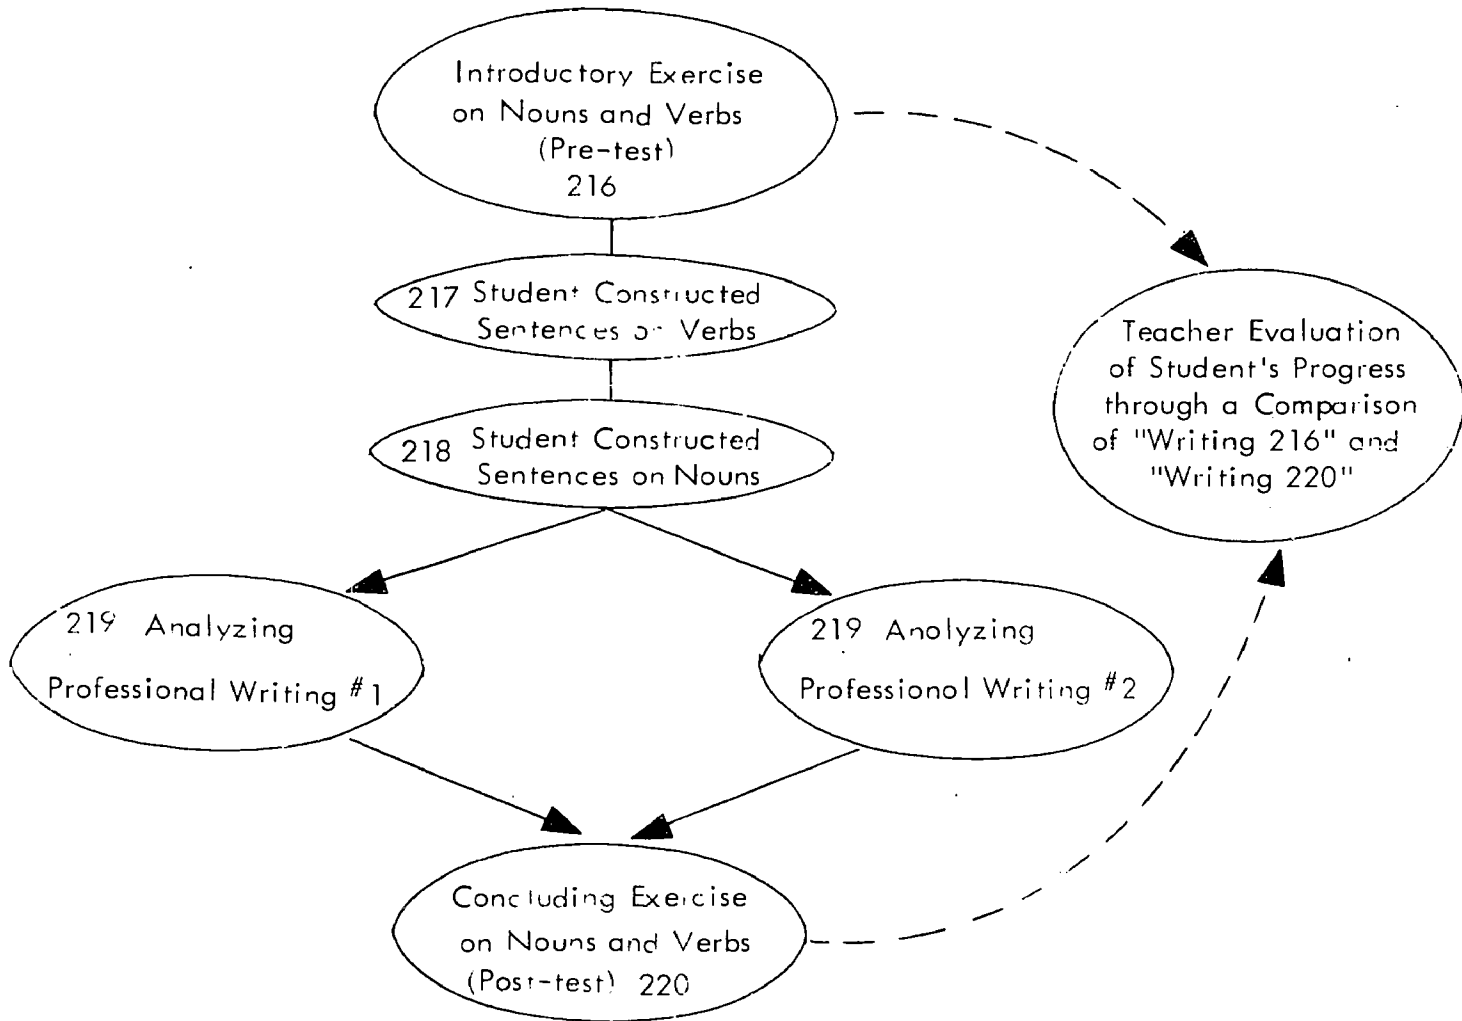 Introductory Exercise
on Nouns and Verbs
(Pre-test)
216
217 Student Constructed
Sentences on Verbs
218 Student Constructed
Sentences on Nouns
Teacher Evaluation
of Student's Progress
through a Comparison
of "Writing 216" and
"Writing 220"
219 Analyzing
Professional Writing #1
219 Analyzing
Professional Writing #2
Concluding Exercise
on Nouns and Verbs
(Post-test) 220